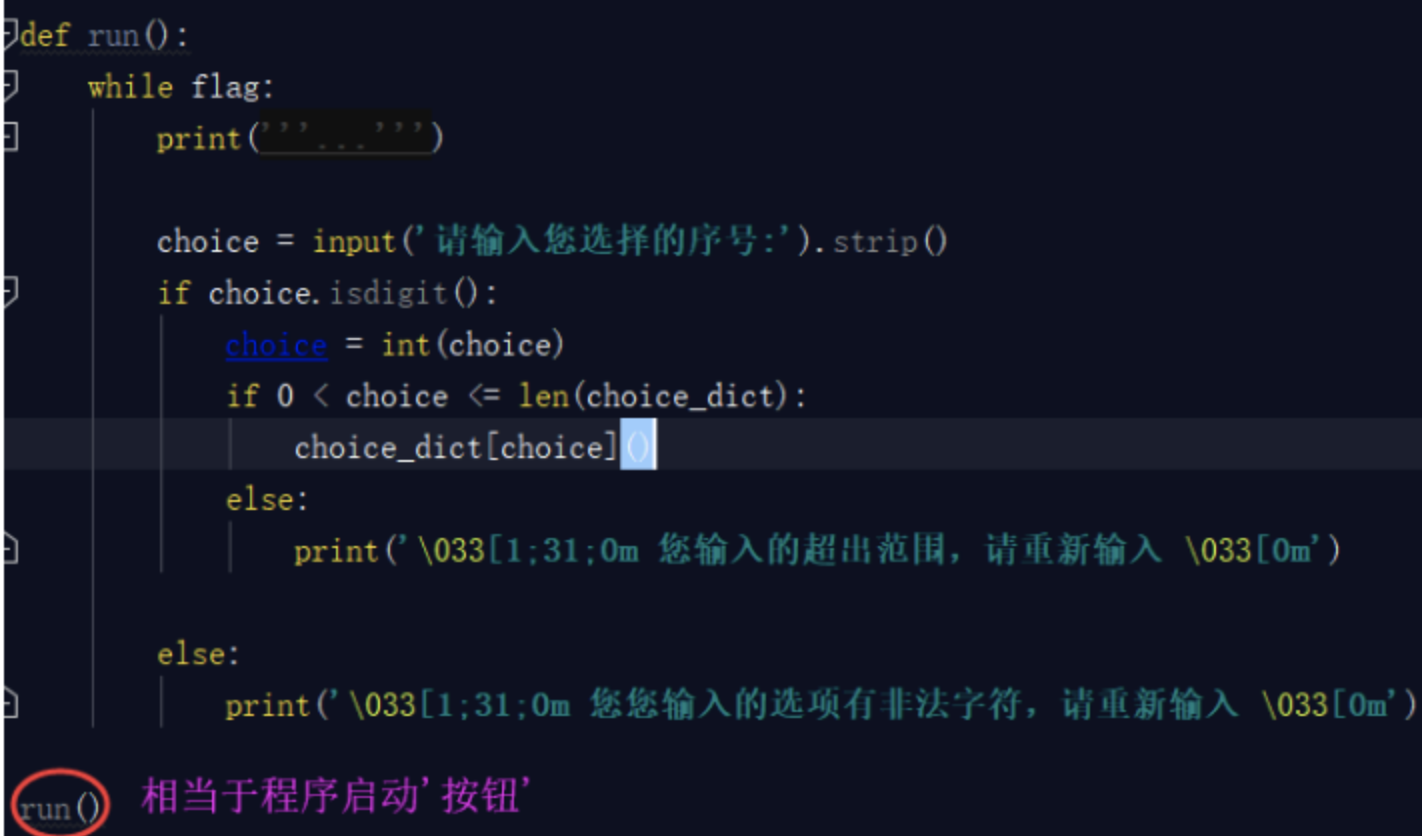 def run():
    while flag:
        print('''...''')
        choice = input('请输入您选择的序号:').strip()
        if choice.isdigit():
            choice = int(choice)
            if 0 < choice <= len(choice_dict):
                choice_dict[choice]()
            else:
                print('\033[1;31;0m 您输入的超出范围，请重新输入 \033[0m')
        else:
            print('\033[1;31;0m 您您输入的选项有非法字符，请重新输入 \033[0m')
run() 相当于程序启动'按钮'